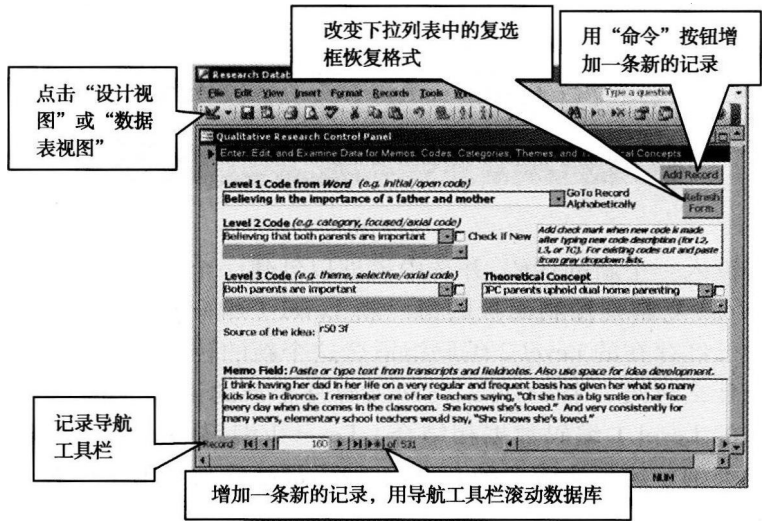 改变下拉列表中的复选
框恢复格式
用“命令”按钮增
加一条新的记录
点击“设计视
图”或“数据
表视图”
Research Datab
File Edit View Insert Format Records Tools
Type a question
Qualitative Research Control Panel
Enter, Edit, and Examine Data for Memos, Codes, Categories, Themes, and Concepts
Add Record
Level 1 Code from Word (e.g. initial/open code)
Believing in the importance of a father and mother
GoTo Record
Alphabetically
Refresh
Form
Level 2 Code (e.g. category, focused/axial code)
Believing that both parents are important
Check if New
Add check mark when new code is made
after typing new code description (for L2,
L3, or TC). For existing codes cut and paste
from gray dropdown lists.
Level 3 Code (e.g. theme, selective/axial code)
Theoretical Concept
Both parents are important
JPC parents uphold dual home parenting
Source of the idea: r50 3f
Memo Field: Paste or type text from transcripts and fieldnotes. Also use space for idea development.
I think having her dad in her life on a very regular and frequent basis has given her what so many
kids lose in divorce. I remember one of her teachers saying, "Oh she has a big smile on her face
every day when she comes in the classroom. She knows she's loved." And very consistently for
many years, elementary school teachers would say, "She knows she's loved."
记录导航
工具栏
Record: 160 of 531
NUM
增加一条新的记录，用导航工具栏滚动数据库